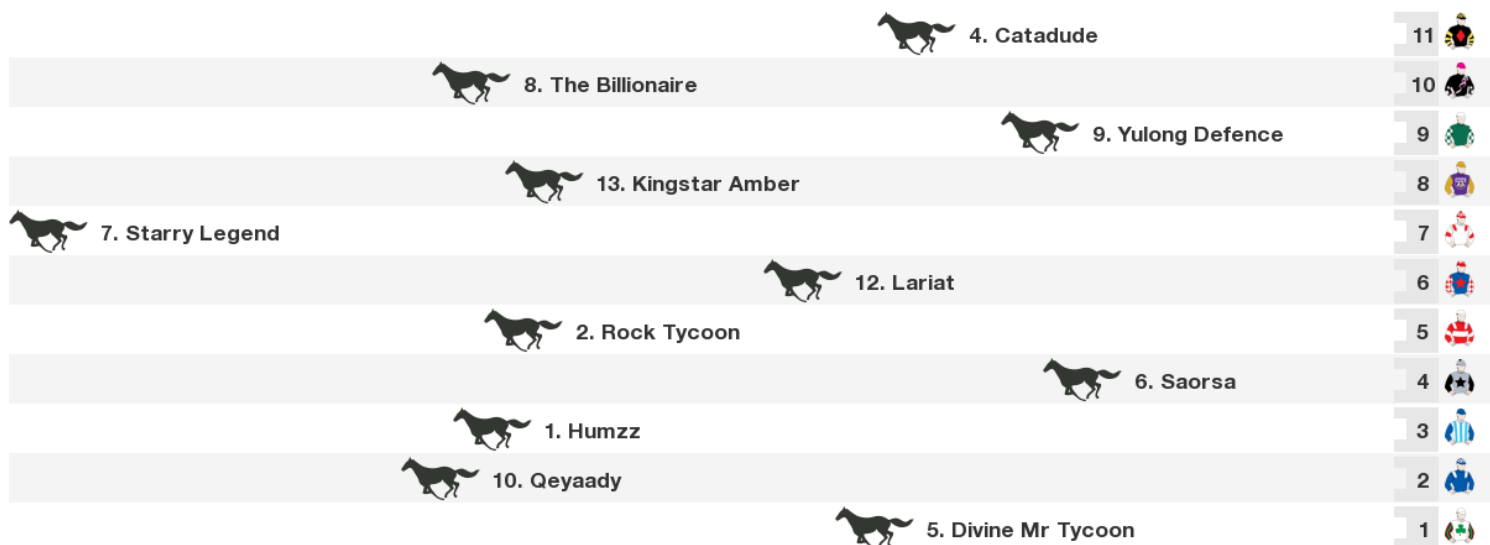 4. Catadude 11
8. The Billionaire 10
9. Yulong Defence 9
13. Kingstar Amber 8
7. Starry Legend 7
12. Lariat 6
2. Rock Tycoon 5
6. Saorsa 4
1. Humzz 3
10. Qeyaady 2
5. Divine Mr Tycoon 1